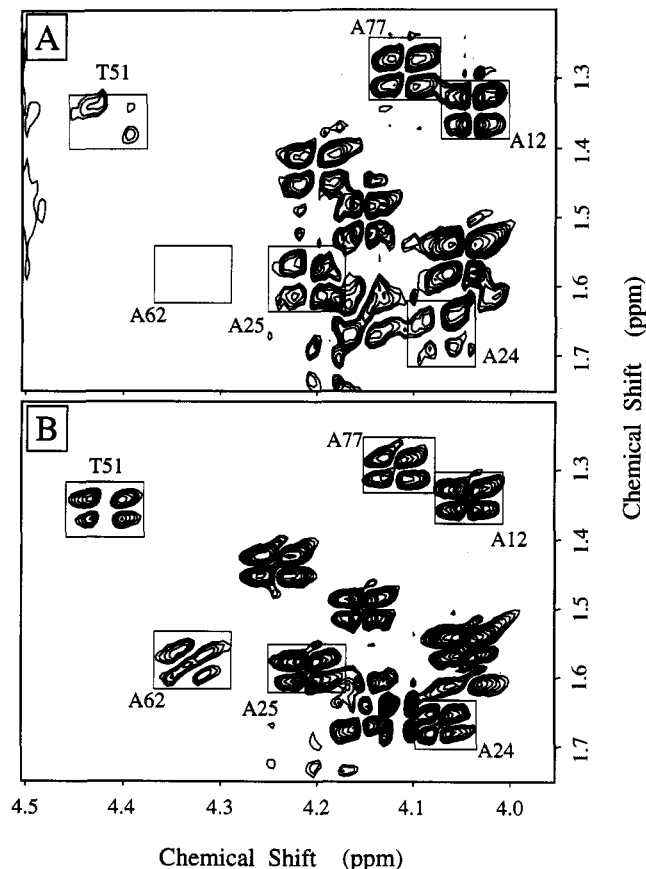 A
A77
T51
A12
A62
A25
A24
1.3
1.4
1.5
1.6
1.7
Chemical Shift (ppm)
B
A77
T51
A12
A62
A25
A24
1.3
1.4
1.5
1.6
1.7
4.5
4.4
4.3
4.2
4.1
4.0
Chemical Shift (ppm)